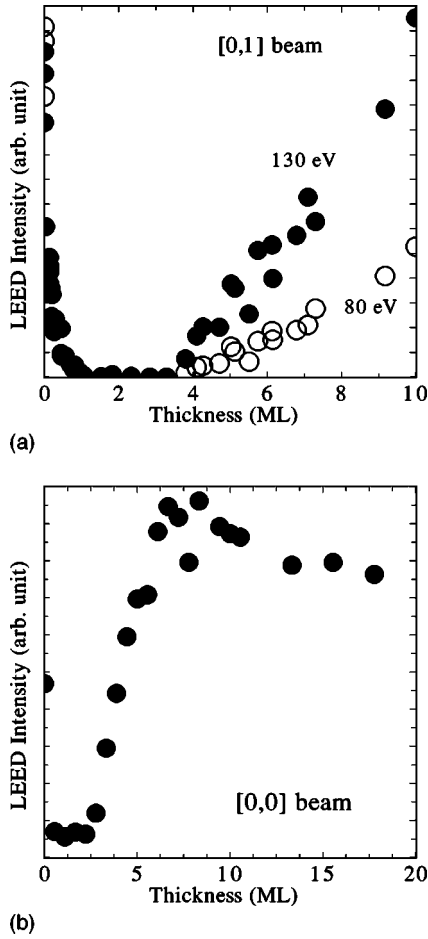 [0,1] beam
130 eV
80 eV
LEED Intensity (arb. unit)
0 2 4 6 8 10
Thickness (ML)
(a)
LEED Intensity (arb. unit)
[0,0] beam
0 5 10 15 20
Thickness (ML)
(b)